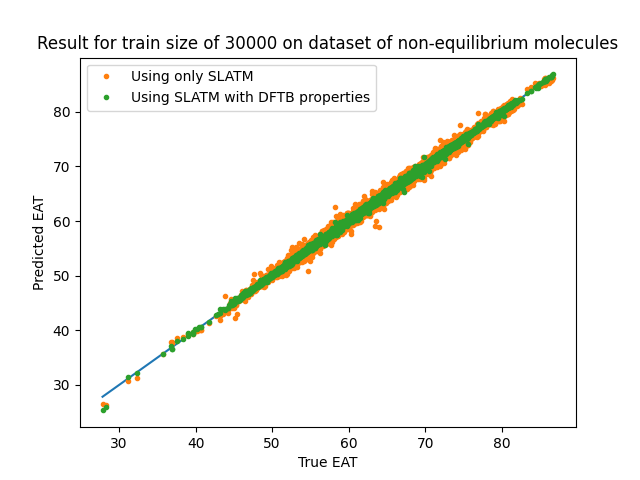 Result for train size of 30000 on dataset of non-equilibrium molecules
Using only SLATM
Using SLATM with DFTB properties
80
70
60
50
40
30
Predicted EAT
30 40 50 60 70 80
True EAT